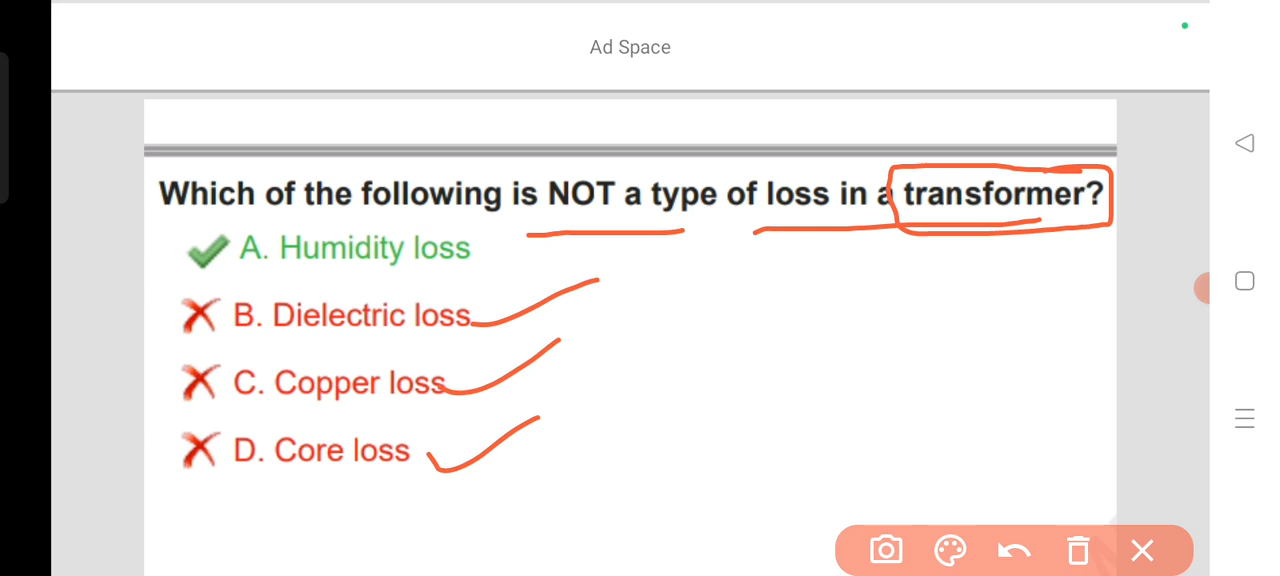 Ad Space
Which of the following is NOT a type of loss in a transformer?
A. Humidity loss
B. Dielectric loss
C. Copper loss
D. Core loss